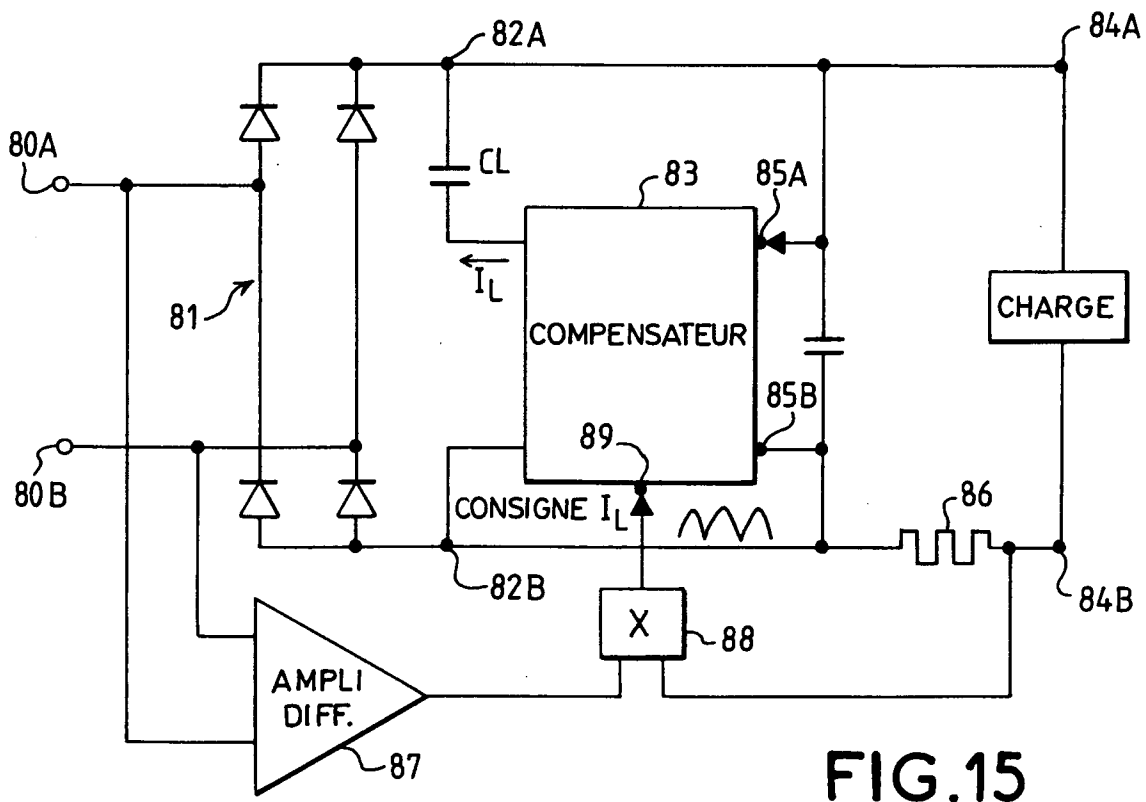 82A
84A
80A
CL
83
85A
I_L
81
COMPENSATEUR
CHARGE
85B
80B
89
CONSIGNE I_L
86
82B
84B
X
88
AMPLI
DIFF.
87
FIG.15